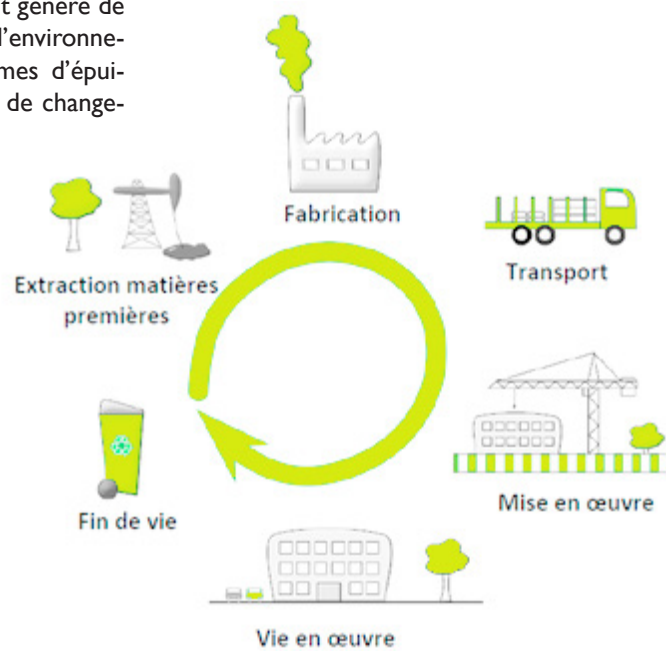 t génère de
l'environne-
mes d'épui-
de change-
Fabrication
Transport
Extraction matières
premières
Mise en œuvre
Fin de vie
Vie en œuvre